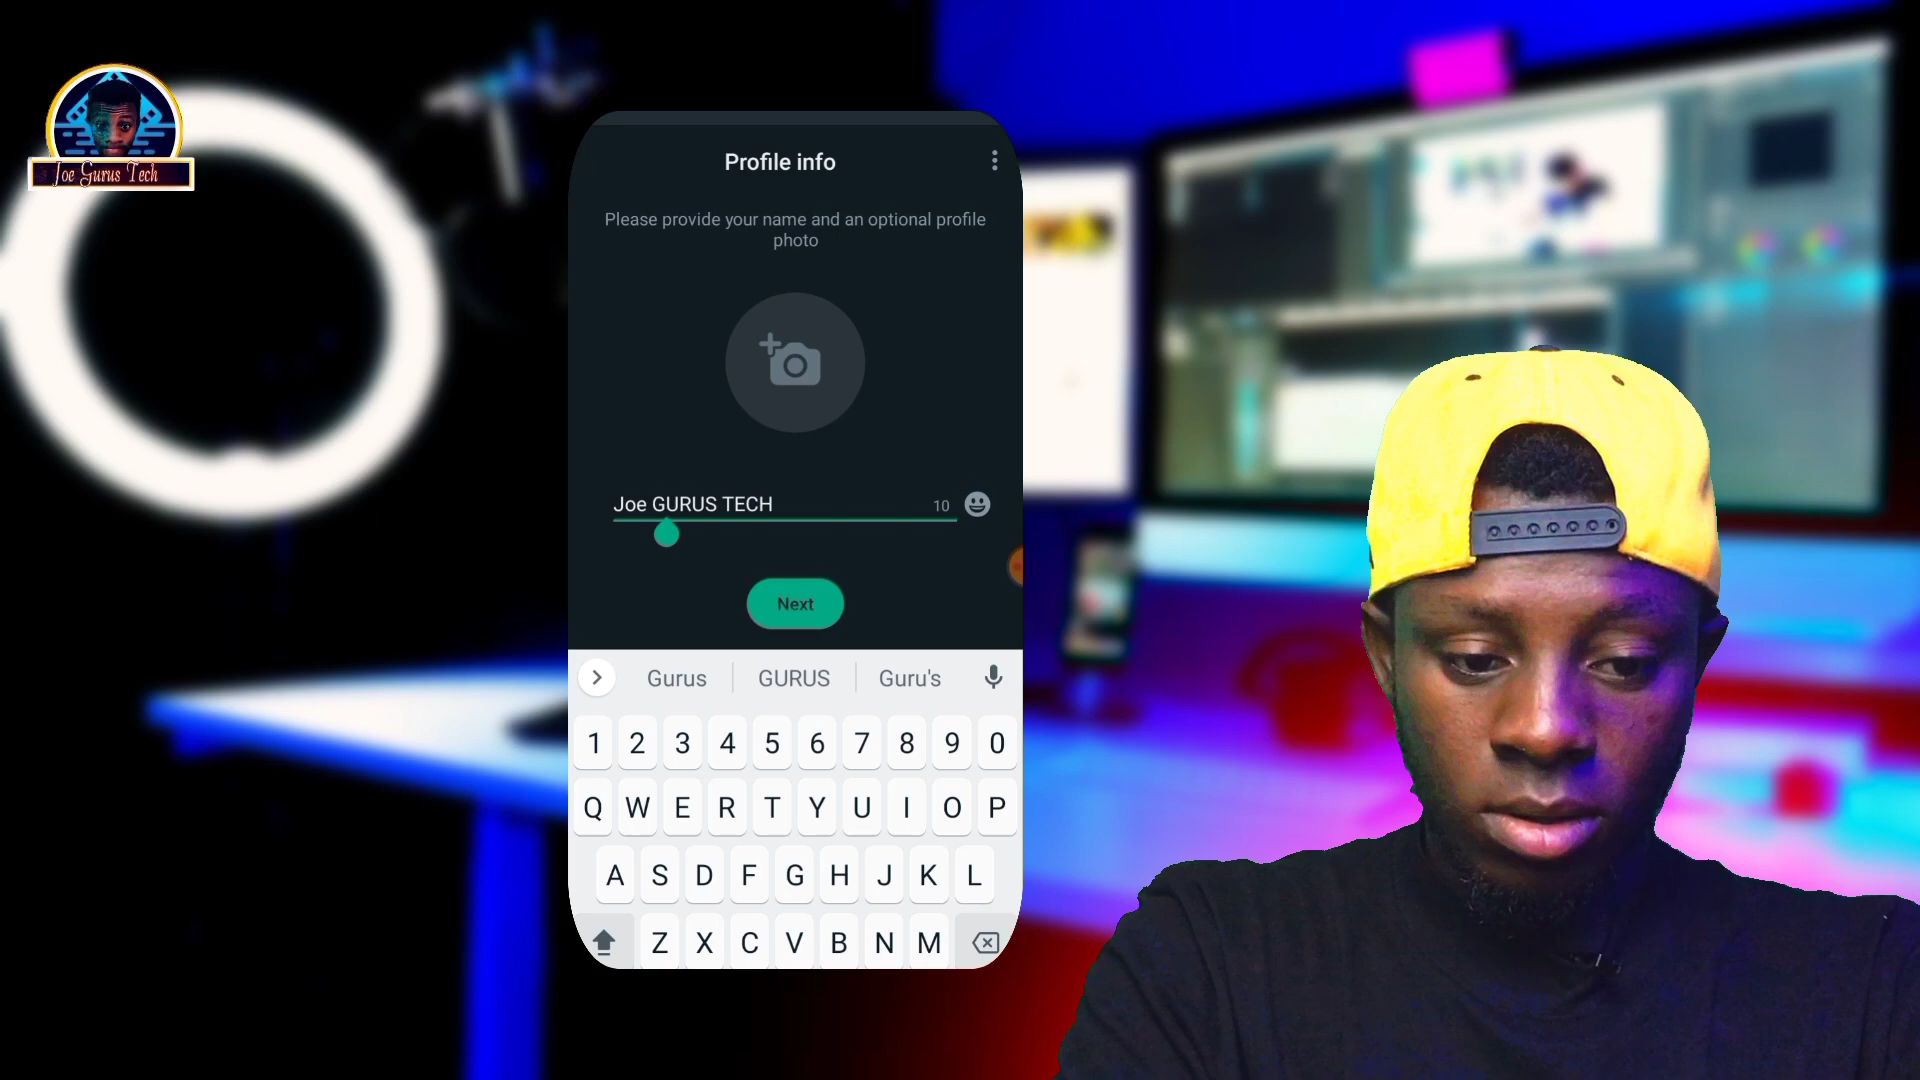 Joe Gurus Tech
Profile info
Please provide your name and an optional profile
photo
Joe GURUS TECH 10
Next
Gurus GURUS Guru's
1 2 3 4 5 6 7 8 9 0
Q W E R T Y U I O P
A S D F G H J K L
Z X C V B N M